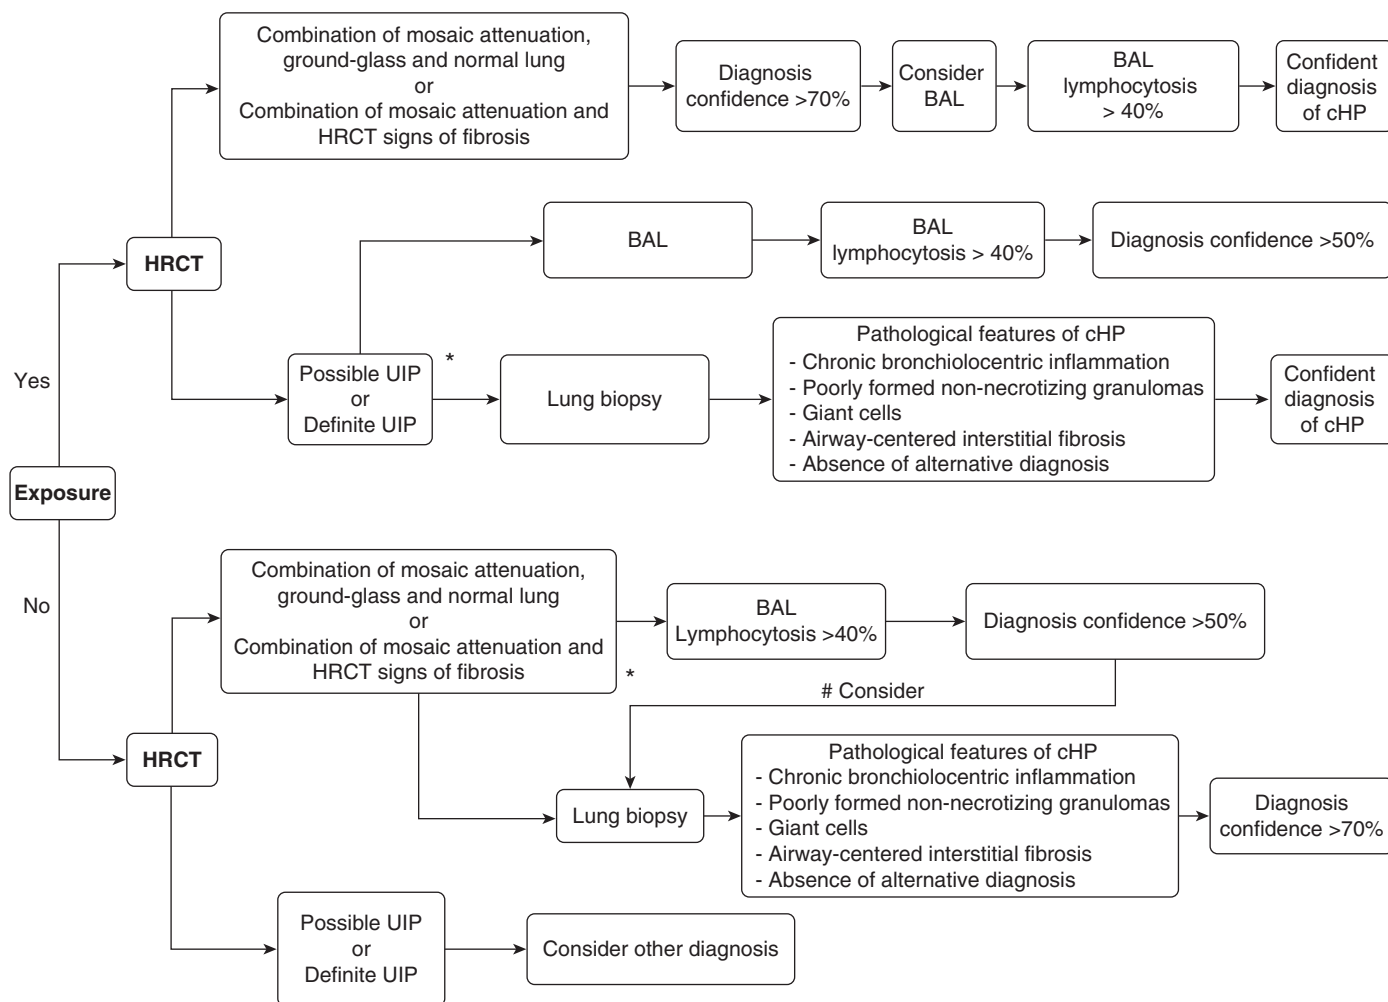 Combination of mosaic attenuation,
ground-glass and normal lung
or
Combination of mosaic attenuation and
HRCT signs of fibrosis
Diagnosis
confidence >70%
Consider
BAL
BAL
lymphocytosis
> 40%
Confident
diagnosis
of cHP
HRCT
BAL
BAL
lymphocytosis > 40%
Diagnosis confidence >50%
Yes
Possible UIP
or
Definite UIP
*
Lung biopsy
Pathological features of cHP
- Chronic bronchiolocentric inflammation
- Poorly formed non-necrotizing granulomas
- Giant cells
- Airway-centered interstitial fibrosis
- Absence of alternative diagnosis
Confident
diagnosis
of cHP
Exposure
No
Combination of mosaic attenuation,
ground-glass and normal lung
or
Combination of mosaic attenuation and
HRCT signs of fibrosis
*
BAL
Lymphocytosis >40%
Diagnosis confidence >50%
# Consider
HRCT
Lung biopsy
Pathological features of cHP
- Chronic bronchiolocentric inflammation
- Poorly formed non-necrotizing granulomas
- Giant cells
- Airway-centered interstitial fibrosis
- Absence of alternative diagnosis
Diagnosis
confidence >70%
Possible UIP
or
Definite UIP
Consider other diagnosis